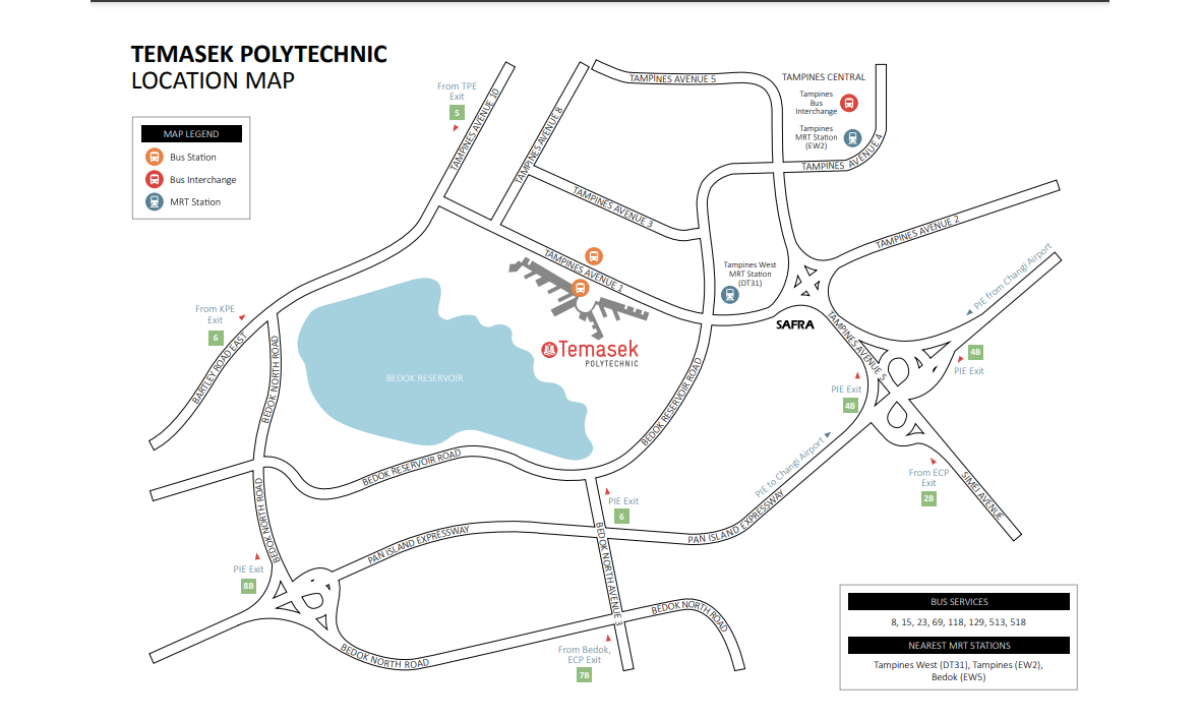 TEMASEK POLYTECHNIC
LOCATION MAP
MAP LEGEND
Bus Station
Bus Interchange
MRT Station
From TPE
Exit
5
TAMPINES AVENUE 10
TAMPINES AVENUE 8
TAMPINES AVENUE 5
TAMPINES CENTRAL
Tampines
Bus
Interchange
Tampines
MRT Station
(EW2)
TAMPINES AVENUE 4
TAMPINES AVENUE 3
TAMPINES AVENUE 2
TAMPINES AVENUE 1
Tampines West
MRT Station
(DT31)
PIE from Changi Airport
SAFRA
TAMPINES AVENUE 5
From KPE
Exit
6
BARTLEY ROAD EAST
BEDOK NORTH ROAD
Temasek
POLYTECHNIC
BEDOK RESERVOIR
BEDOK RESERVOIR ROAD
4B
PIE Exit
PIE Exit
4B
BEDOK RESERVOIR ROAD
PIE to Changi Airport
From ECP
Exit
2B
SIMEI AVENUE
BEDOK NORTH ROAD
PIE Exit
6
PAN ISLAND EXPRESSWAY
PAN ISLAND EXPRESSWAY
PIE Exit
8B
BEDOK NORTH AVENUE 3
BEDOK NORTH ROAD
BEDOK NORTH ROAD
From Bedok,
ECP Exit
7B
BUS SERVICES
8, 15, 23, 69, 118, 129, 513, 518
NEAREST MRT STATIONS
Tampines West (DT31), Tampines (EW2),
Bedok (EW5)